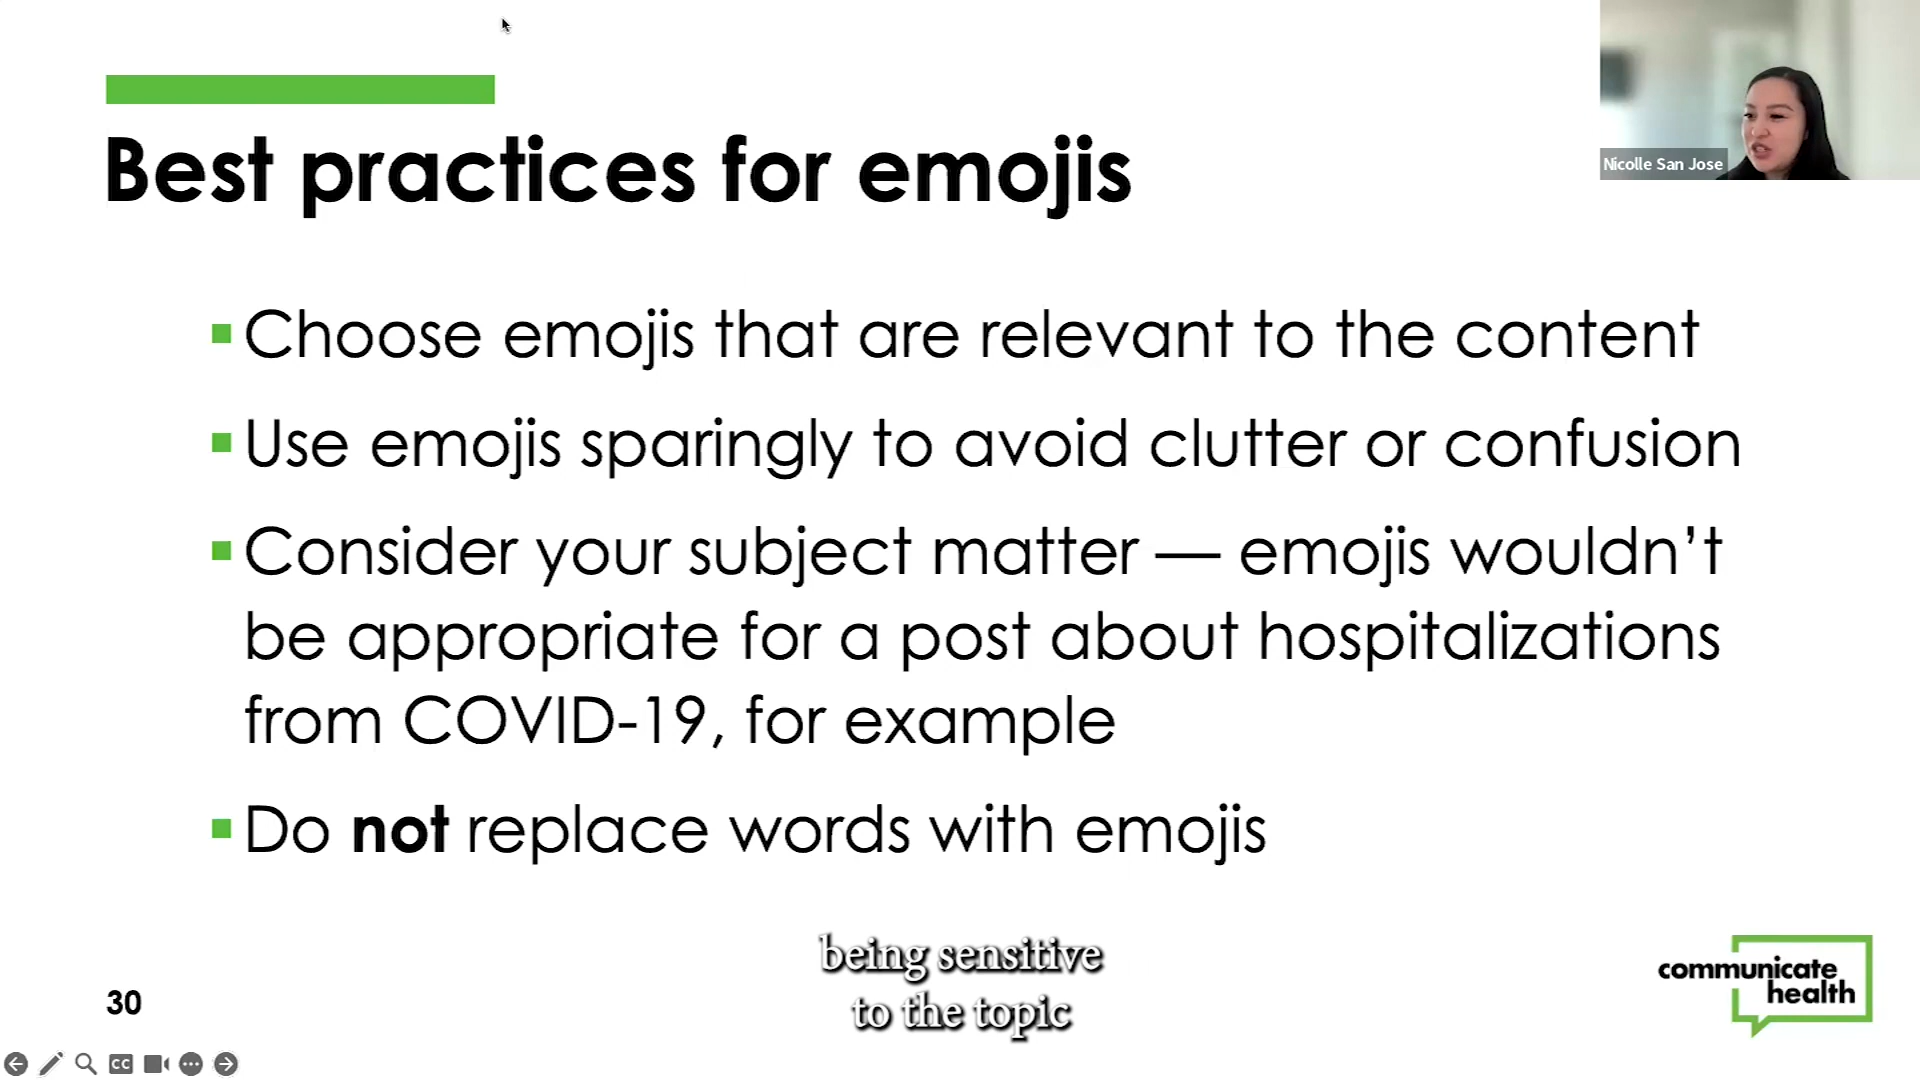 Best practices for emojis
Nicolle San Jose
▪ Choose emojis that are relevant to the content
▪ Use emojis sparingly to avoid clutter or confusion
▪ Consider your subject matter — emojis wouldn’t
be appropriate for a post about hospitalizations
from COVID-19, for example
▪ Do not replace words with emojis
being sensitive
to the topic
communicate
health
30
CC